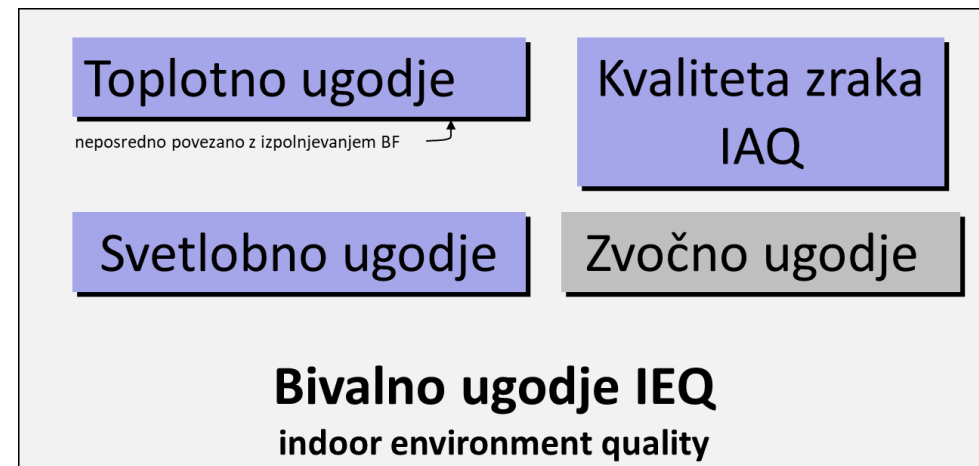 Toplotno ugodje
neposredno povezano z izpolnjevanjem BF
Kvaliteta zraka
IAQ
Svetlobno ugodje
Zvočno ugodje
Bivalno ugodje IEQ
indoor environment quality